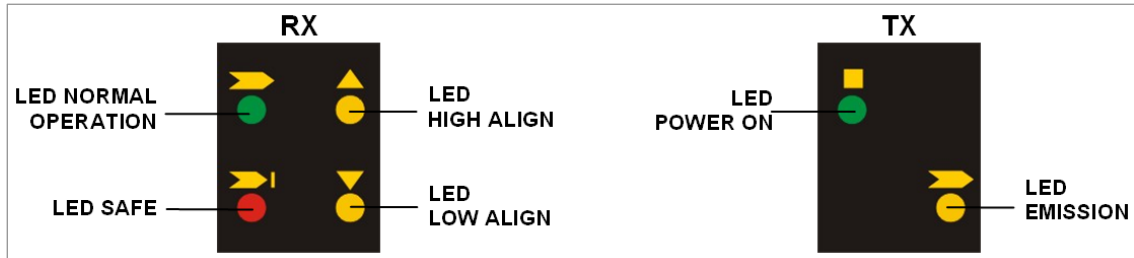 RX
TX
LED NORMAL
OPERATION
LED
HIGH ALIGN
LED SAFE
LED
LOW ALIGN
LED
POWER ON
LED
EMISSION